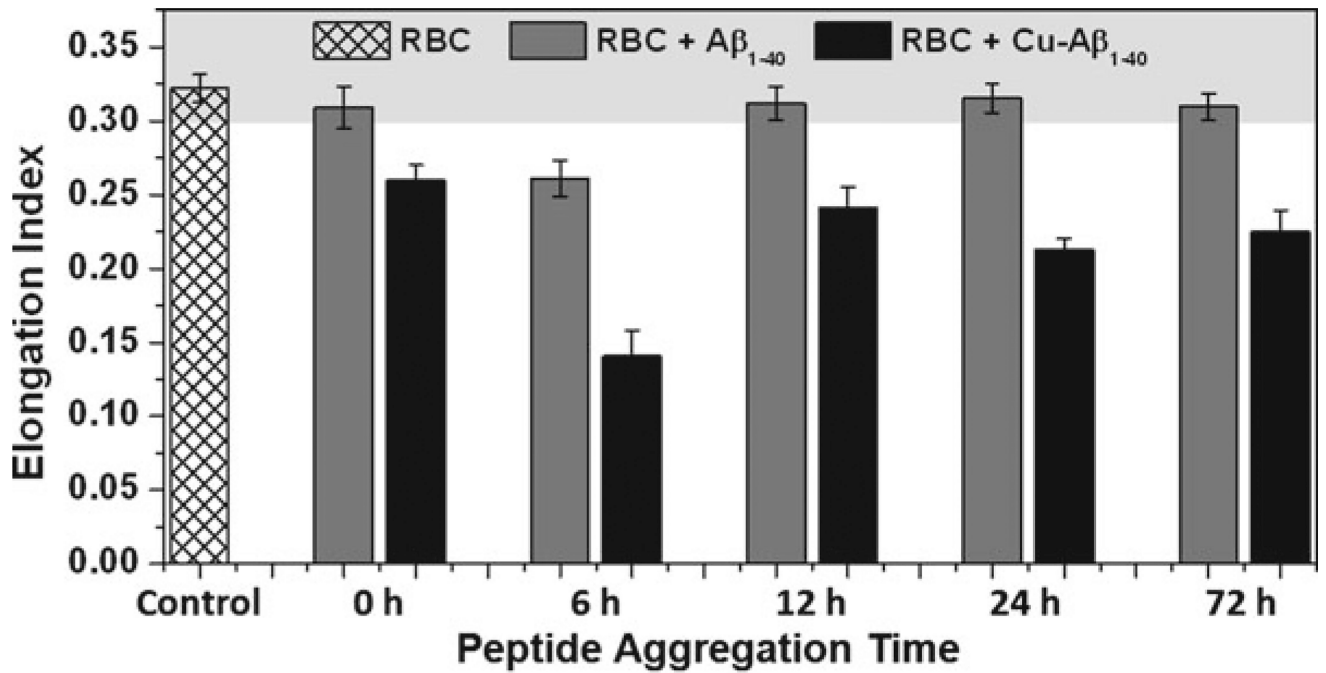 RBC RBC + Aβ₁₋₄₀ RBC + Cu-Aβ₁₋₄₀
Elongation Index
0.35
0.30
0.25
0.20
0.15
0.10
0.05
0.00
Control 0 h 6 h 12 h 24 h 72 h
Peptide Aggregation Time